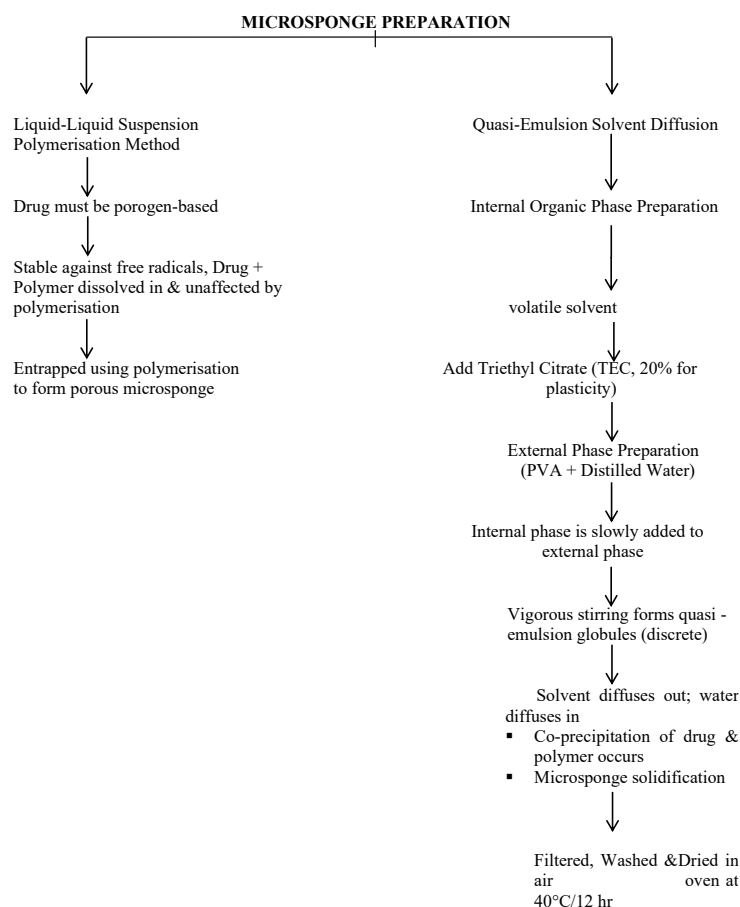 MICROSPONGE PREPARATION
Liquid-Liquid Suspension
Polymerisation Method
Drug must be porogen-based
Stable against free radicals, Drug +
Polymer dissolved in & unaffected by
polymerisation
Entrapped using polymerisation
to form porous microsponge
Quasi-Emulsion Solvent Diffusion
Internal Organic Phase Preparation
volatile solvent
Add Triethyl Citrate (TEC, 20% for
plasticity)
External Phase Preparation
(PVA + Distilled Water)
Internal phase is slowly added to
external phase
Vigorous stirring forms quasi -
emulsion globules (discrete)
Solvent diffuses out; water
diffuses in
▪ Co-precipitation of drug &
polymer occurs
▪ Microsponge solidification
Filtered, Washed &Dried in
air oven at
40°C/12 hr